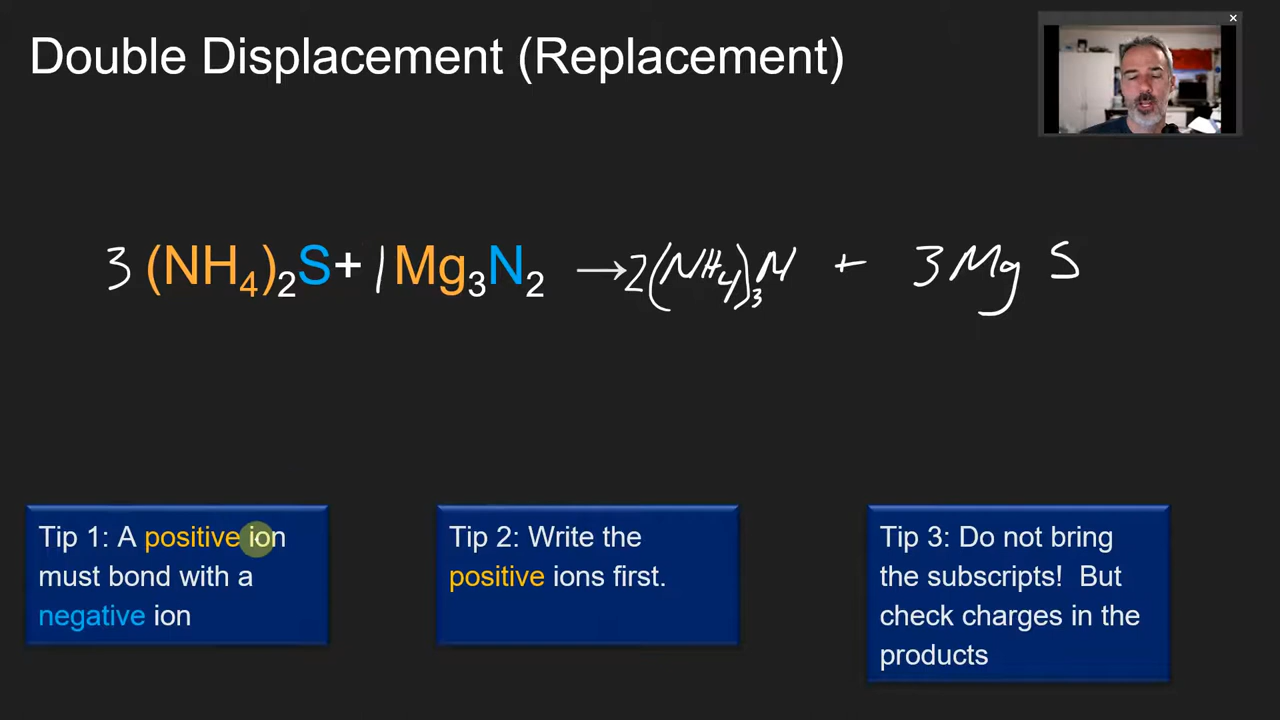 Double Displacement (Replacement)
3 (NH₄)₂S + 1 Mg₃N₂ → 2(NH₄)₃N + 3 Mg S
Tip 1: A positive ion
must bond with a
negative ion
Tip 2: Write the
positive ions first.
Tip 3: Do not bring
the subscripts! But
check charges in the
products